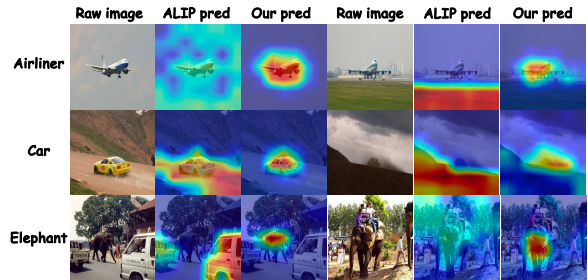 Raw image ALIP pred Our pred Raw image ALIP pred Our pred
Airliner
Car
Elephant